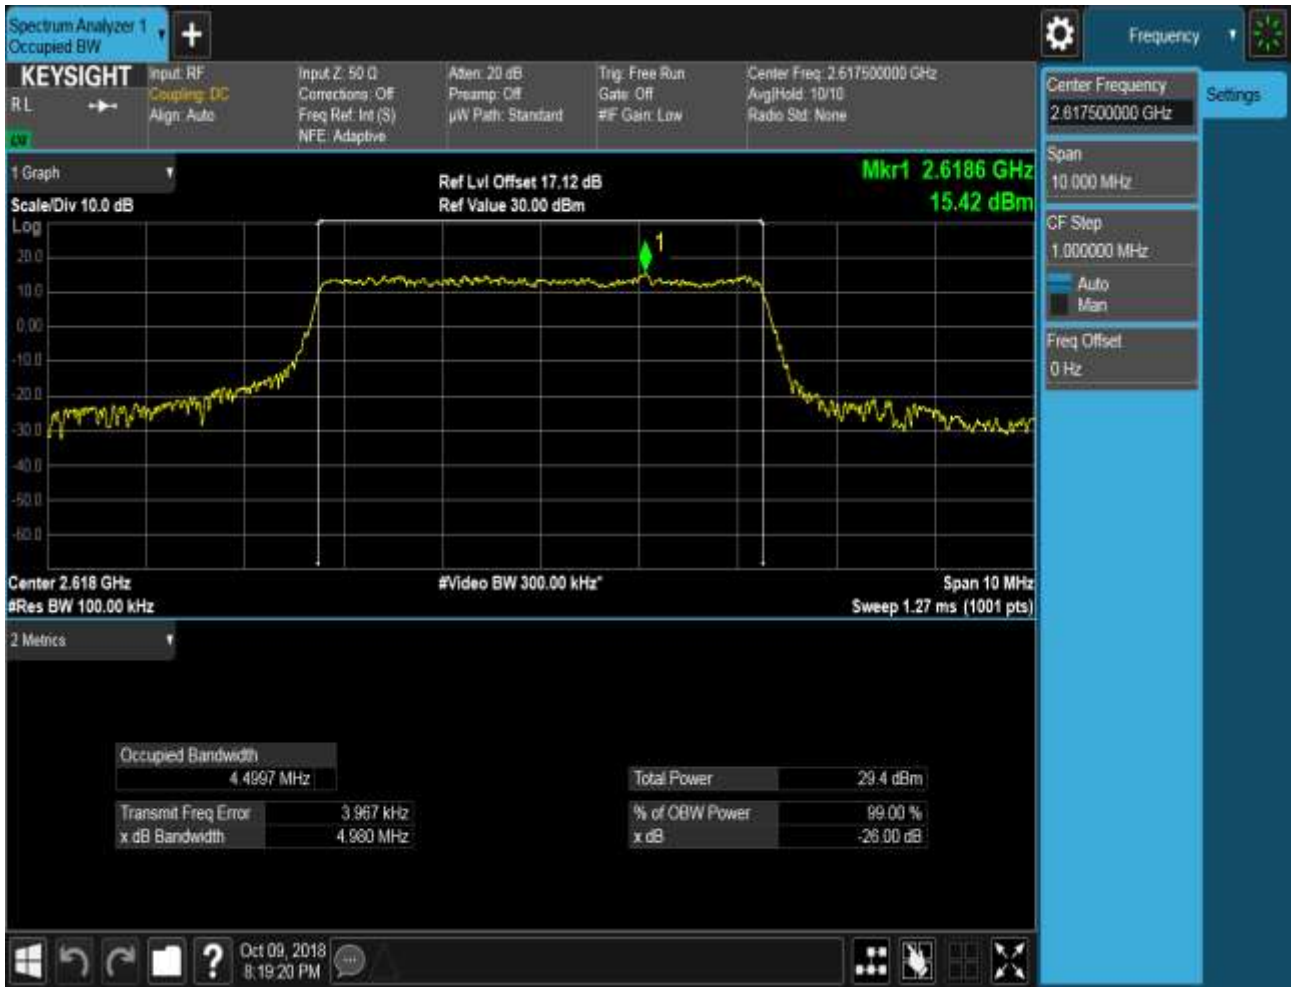 Spectrum Analyzer 1
Occupied BW
Frequency
KEYSIGHT
R L
Input: RF
Coupling: DC
Align: Auto
Input Z: 50 Ω
Corrections: Off
Freq Ref: Int (S)
NFE: Adaptive
Atten: 20 dB
Preamp: Off
µW Path: Standard
Trig: Free Run
Gate: Off
#IF Gain: Low
Center Freq: 2.617500000 GHz
Avg|Hold: 10/10
Radio Std: None
Center Frequency
2.617500000 GHz
Settings
Span
10.000 MHz
CF Step
1.000000 MHz
Auto
Man
Freq Offset
0 Hz
1 Graph
Scale/Div 10.0 dB
Ref Lvl Offset 17.12 dB
Ref Value 30.00 dBm
Mkr1 2.6186 GHz
15.42 dBm
Log
20.0
10.0
0.00
-10.0
-20.0
-30.0
-40.0
-50.0
-60.0
1
Center 2.618 GHz
#Res BW 100.00 kHz
#Video BW 300.00 kHz*
Span 10 MHz
Sweep 1.27 ms (1001 pts)
2 Metrics
Occupied Bandwidth
4.4997 MHz
Transmit Freq Error 3.967 kHz
x dB Bandwidth 4.980 MHz
Total Power 29.4 dBm
% of OBW Power 99.00 %
x dB -26.00 dB
?
Oct 09, 2018
8:19:20 PM